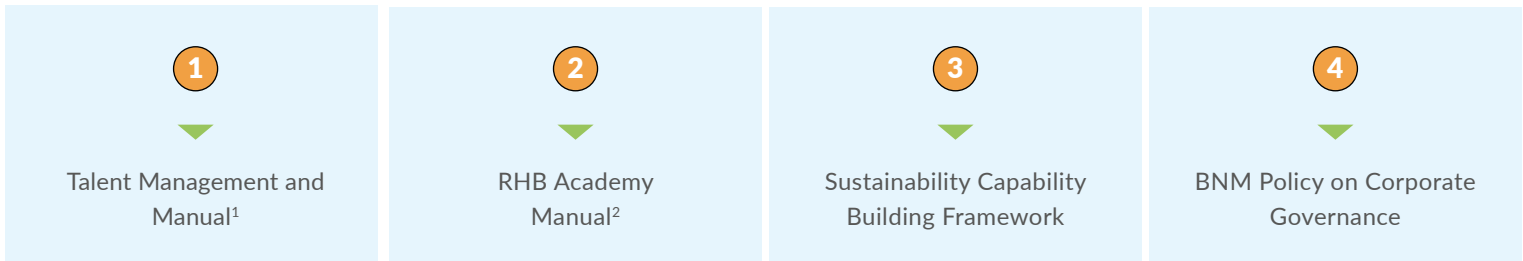 1
Talent Management and
Manual¹
2
RHB Academy
Manual²
3
Sustainability Capability
Building Framework
4
BNM Policy on Corporate
Governance